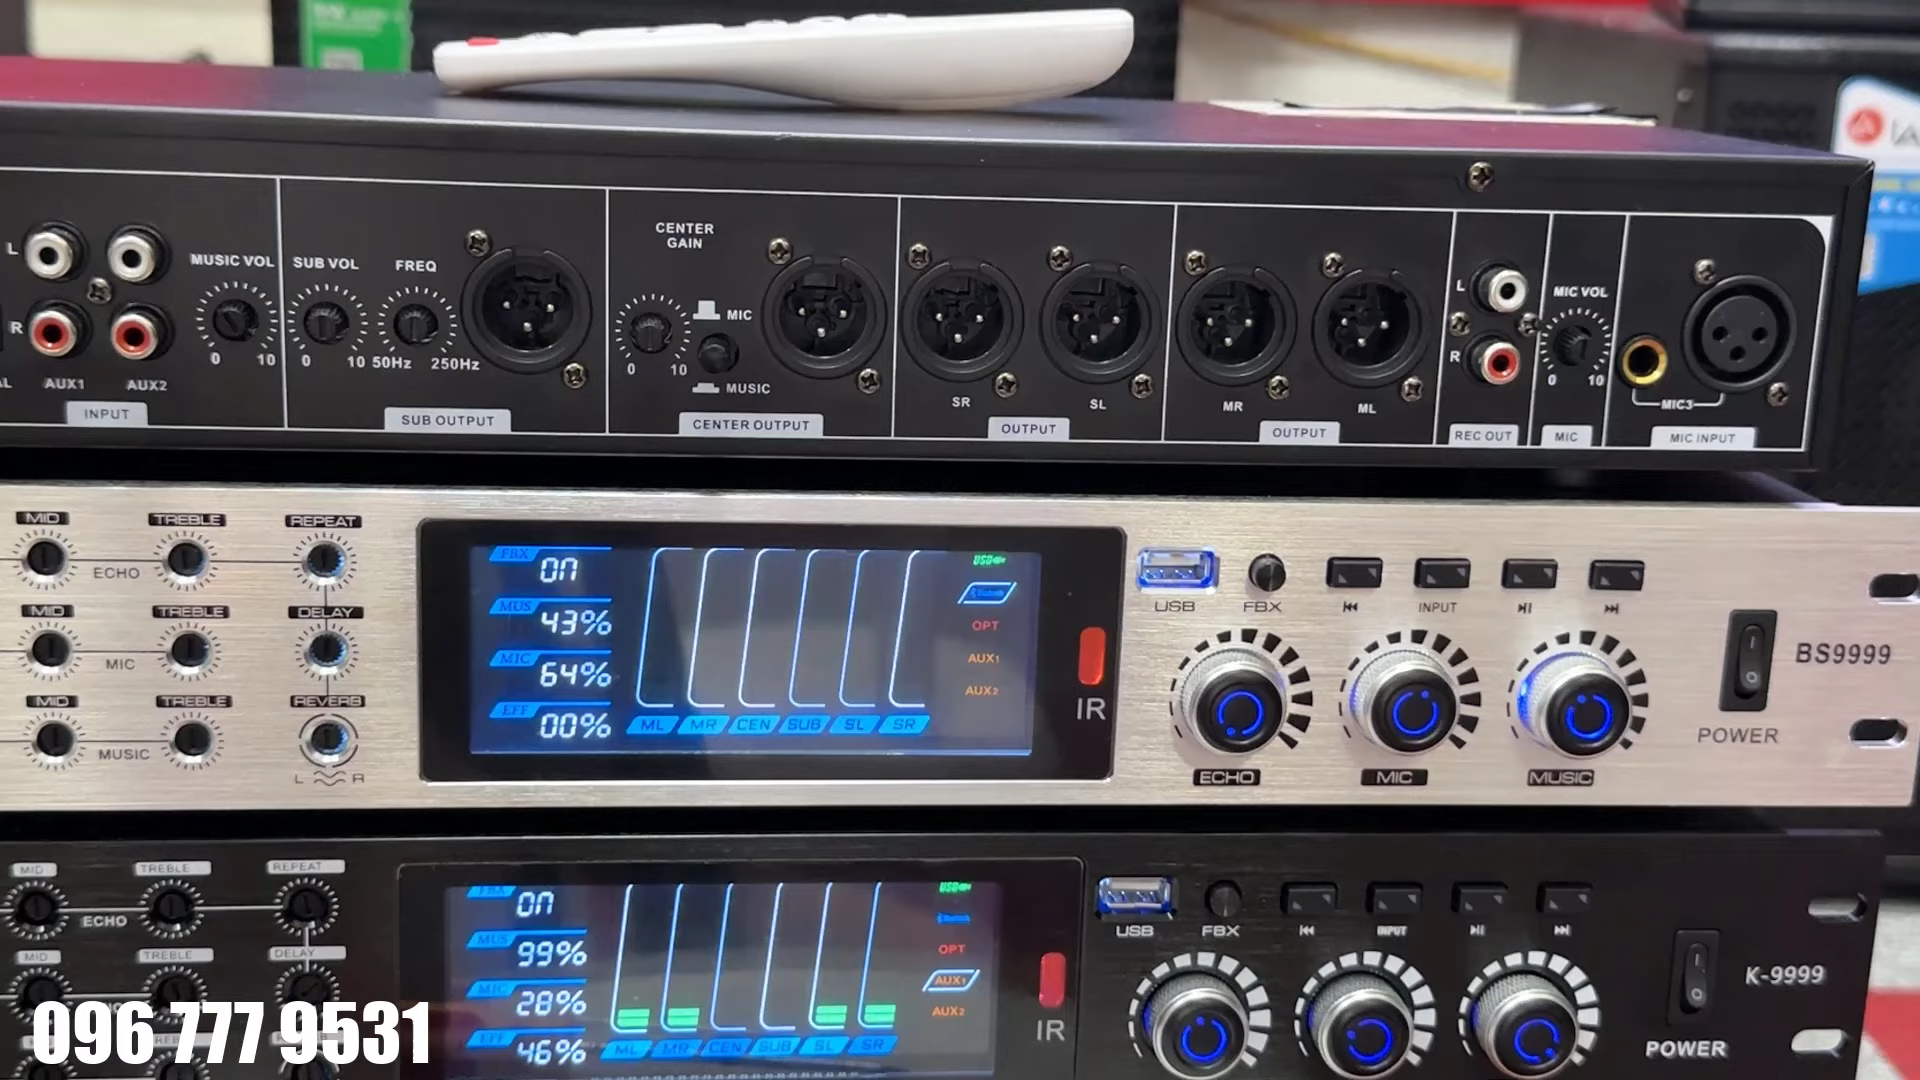 L
MUSIC VOL
SUB VOL
FREQ
CENTER
GAIN
MIC
L
MIC VOL
R
0 10
0 10
50Hz 250Hz
0 10
MUSIC
R
0 10
AUX1 AUX2
SR SL
MR ML
MIC3
INPUT
SUB OUTPUT
CENTER OUTPUT
OUTPUT
OUTPUT
REC OUT
MIC
MIC INPUT
MID TREBLE REPEAT
ECHO
MID TREBLE DELAY
MIC
MID TREBLE REVERB
MUSIC
L R
FBX ON
MUS 43%
MIC 64%
EFF 00%
ML MR CEN SUB SL SR
USB
Bluetooth
OPT
AUX1
AUX2
IR
USB FBX INPUT
ECHO MIC MUSIC
POWER
BS9999
MID TREBLE REPEAT
ECHO
MID TREBLE DELAY
FBX ON
MUS 99%
MIC 28%
EFF 46%
ML MR CEN SUB SL SR
USB
Bluetooth
OPT
AUX1
AUX2
IR
USB FBX INPUT
POWER
K-9999
096 777 9531